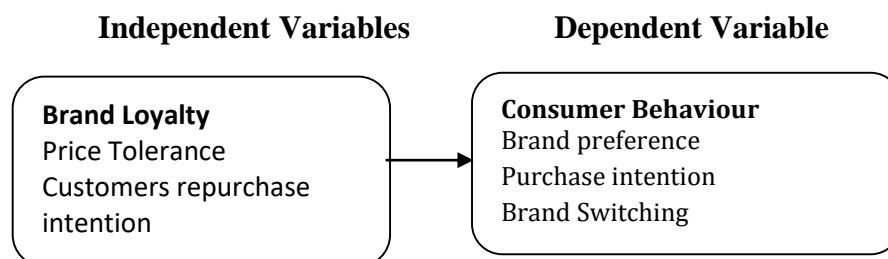 Independent Variables
Dependent Variable
Brand Loyalty
Price Tolerance
Customers repurchase
intention
Consumer Behaviour
Brand preference
Purchase intention
Brand Switching